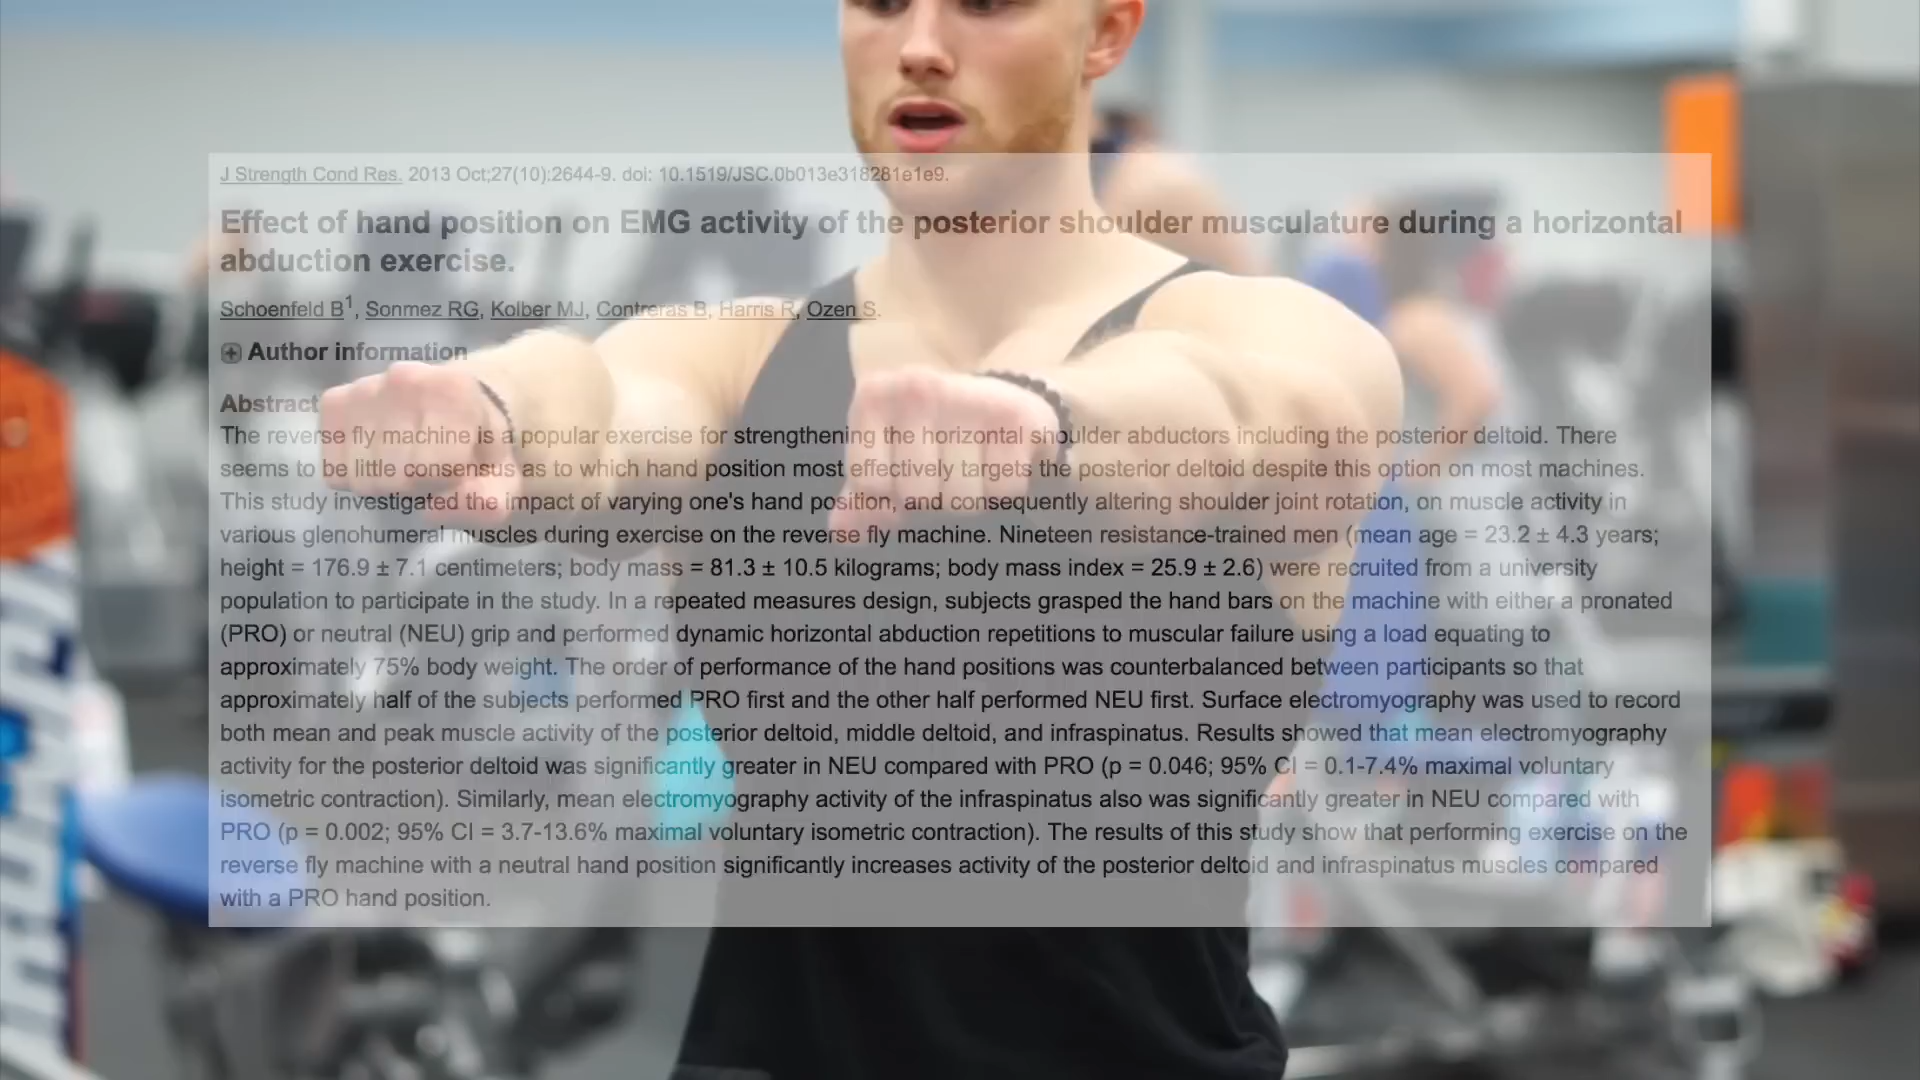 J Strength Cond Res. 2013 Oct;27(10):2644-9. doi: 10.1519/JSC.0b013e318281e1e9.
Effect of hand position on EMG activity of the posterior shoulder musculature during a horizontal
abduction exercise.
Schoenfeld B1, Sonmez RG, Kolber MJ, Contreras B, Harris R, Ozen S.
Author information
Abstract
The reverse fly machine is a popular exercise for strengthening the horizontal shoulder abductors including the posterior deltoid. There
seems to be little consensus as to which hand position most effectively targets the posterior deltoid despite this option on most machines.
This study investigated the impact of varying one's hand position, and consequently altering shoulder joint rotation, on muscle activity in
various glenohumeral muscles during exercise on the reverse fly machine. Nineteen resistance-trained men (mean age = 23.2 ± 4.3 years;
height = 176.9 ± 7.1 centimeters; body mass = 81.3 ± 10.5 kilograms; body mass index = 25.9 ± 2.6) were recruited from a university
population to participate in the study. In a repeated measures design, subjects grasped the hand bars on the machine with either a pronated
(PRO) or neutral (NEU) grip and performed dynamic horizontal abduction repetitions to muscular failure using a load equating to
approximately 75% body weight. The order of performance of the hand positions was counterbalanced between participants so that
approximately half of the subjects performed PRO first and the other half performed NEU first. Surface electromyography was used to record
both mean and peak muscle activity of the posterior deltoid, middle deltoid, and infraspinatus. Results showed that mean electromyography
activity for the posterior deltoid was significantly greater in NEU compared with PRO (p = 0.046; 95% CI = 0.1-7.4% maximal voluntary
isometric contraction). Similarly, mean electromyography activity of the infraspinatus also was significantly greater in NEU compared with
PRO (p = 0.002; 95% CI = 3.7-13.6% maximal voluntary isometric contraction). The results of this study show that performing exercise on the
reverse fly machine with a neutral hand position significantly increases activity of the posterior deltoid and infraspinatus muscles compared
with a PRO hand position.